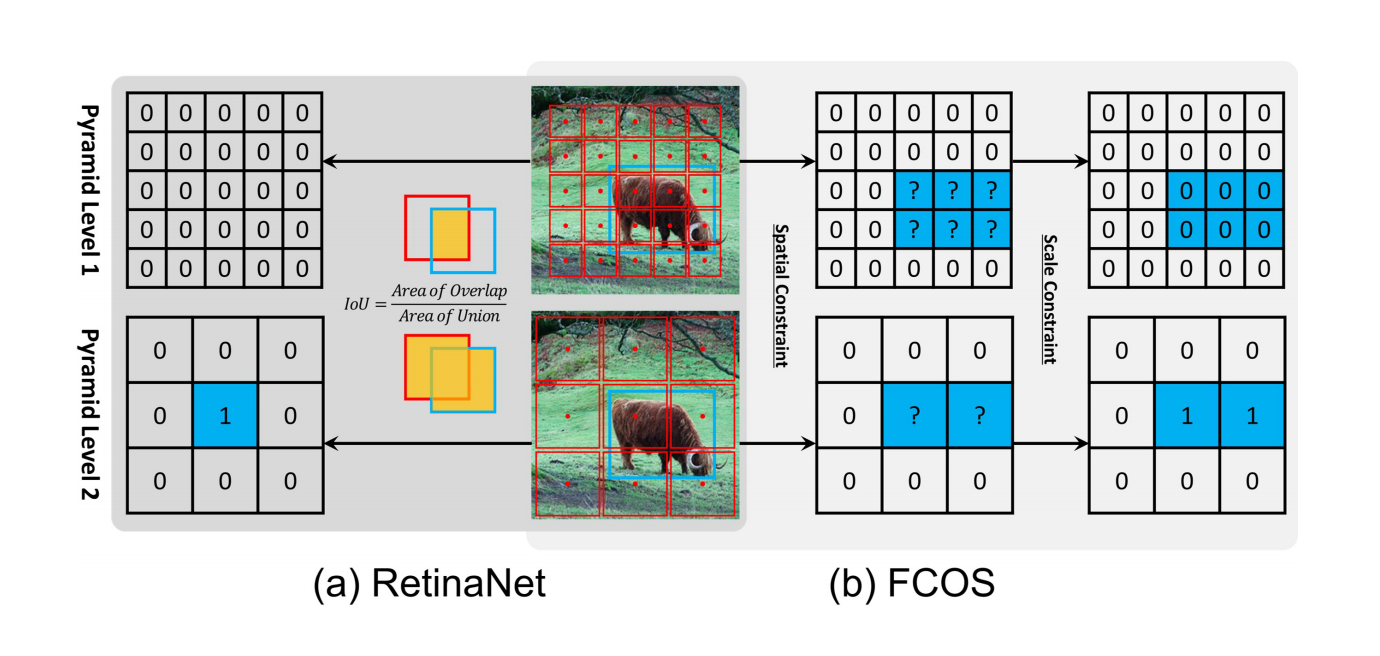 Pyramid Level 1
0 0 0 0 0
0 0 0 0 0
0 0 0 0 0
0 0 0 0 0
0 0 0 0 0
Pyramid Level 2
0 0 0
0 1 0
0 0 0
IoU = Area of Overlap
Area of Union
Spatial Constraint
0 0 0 0 0
0 0 0 0 0
0 0 ? ? ?
0 0 ? ? ?
0 0 0 0 0
0 0 0
0 ? ?
0 0 0
Scale Constraint
0 0 0 0 0
0 0 0 0 0
0 0 0 0 0
0 0 0 0 0
0 0 0 0 0
0 0 0
0 1 1
0 0 0
(a) RetinaNet
(b) FCOS